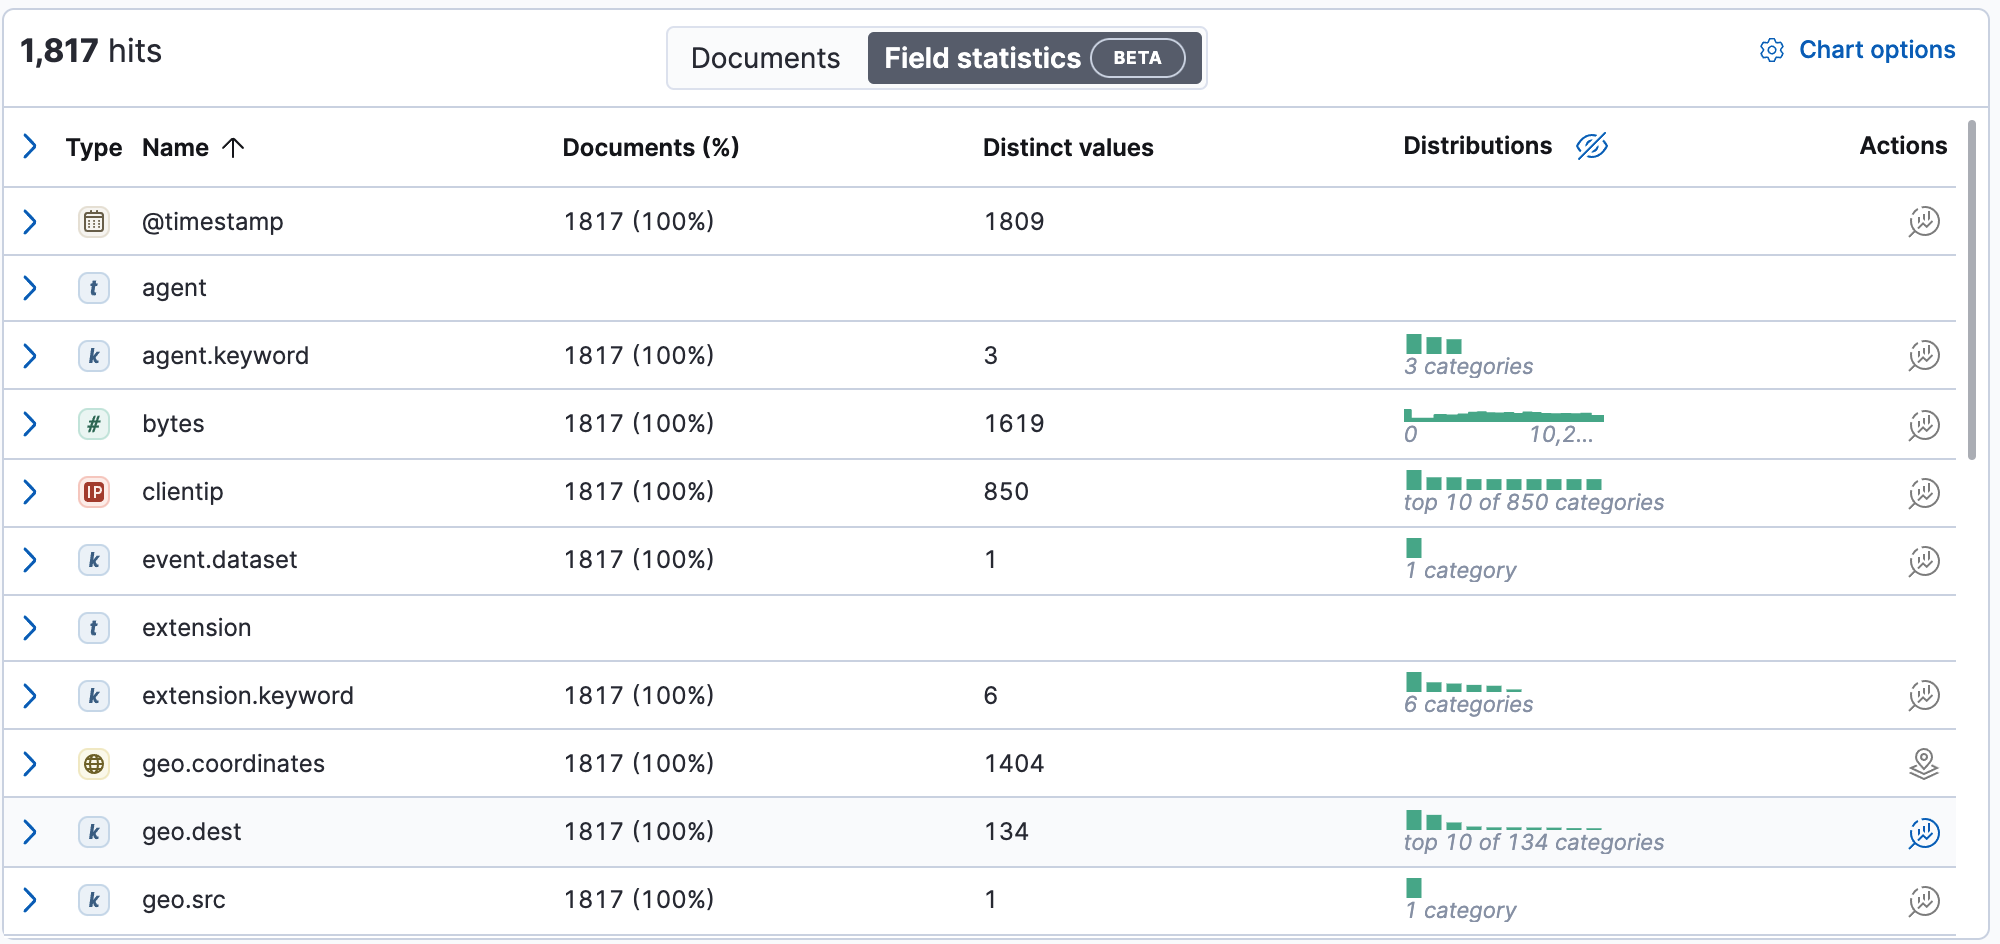 1,817 hits
Documents Field statistics BETA
Chart options
Type Name Documents (%) Distinct values Distributions Actions
@timestamp 1817 (100%) 1809
t agent
k agent.keyword 1817 (100%) 3
3 categories
# bytes 1817 (100%) 1619
0 10,2...
IP clientip 1817 (100%) 850
top 10 of 850 categories
k event.dataset 1817 (100%) 1
1 category
t extension
k extension.keyword 1817 (100%) 6
6 categories
geo.coordinates 1817 (100%) 1404
k geo.dest 1817 (100%) 134
top 10 of 134 categories
k geo.src 1817 (100%) 1
1 category